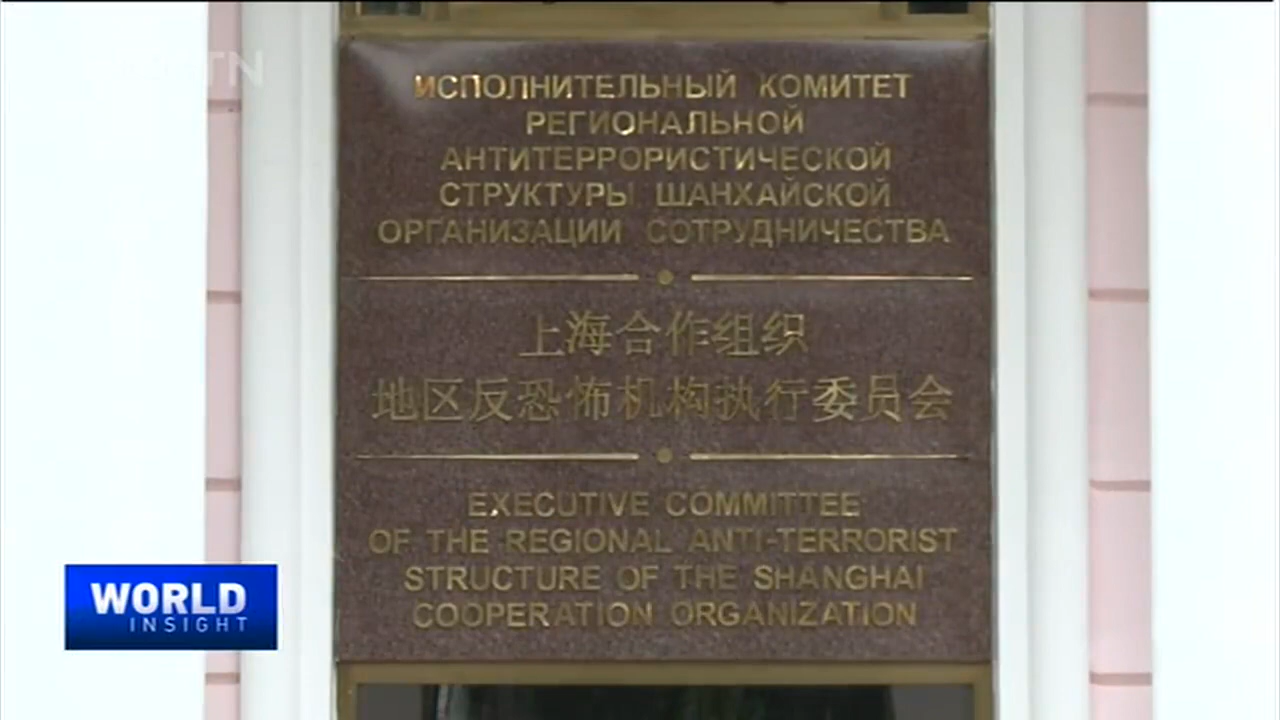 ИСПОЛНИТЕЛЬНЫЙ КОМИТЕТ
РЕГИОНАЛЬНОЙ
АНТИТЕРРОРИСТИЧЕСКОЙ
СТРУКТУРЫ ШАНХАЙСКОЙ
ОРГАНИЗАЦИИ СОТРУДНИЧЕСТВА
上海合作组织
地区反恐怖机构执行委员会
EXECUTIVE COMMITTEE
OF THE REGIONAL ANTI-TERRORIST
STRUCTURE OF THE SHANGHAI
COOPERATION ORGANIZATION
WORLD
INSIGHT